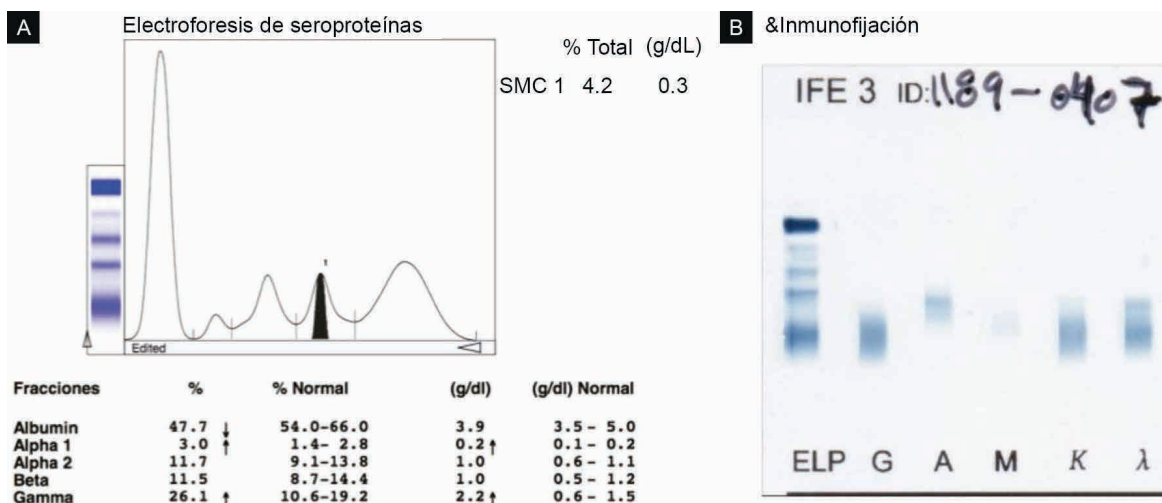 A Electroforesis de seroproteínas
% Total (g/dL)
SMC 1 4.2 0.3
1
Edited
Fracciones % % Normal (g/dl) (g/dl) Normal
Albumin 47.7 ↓ 54.0-66.0 3.9 3.5- 5.0
Alpha 1 3.0 ↑ 1.4- 2.8 0.2 ↑ 0.1- 0.2
Alpha 2 11.7 9.1-13.8 1.0 0.6- 1.1
Beta 11.5 8.7-14.4 1.0 0.5- 1.2
Gamma 26.1 ↑ 10.6-19.2 2.2 ↑ 0.6- 1.5
B &Inmunofijación
IFE 3 ID: 1189-0407
ELP G A M K λ